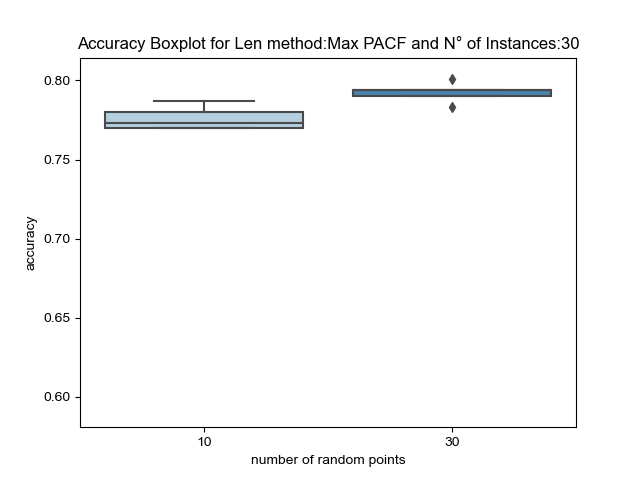 Accuracy Boxplot for Len method:Max PACF and N° of Instances:30
accuracy
0.80
0.75
0.70
0.65
0.60
10
30
number of random points